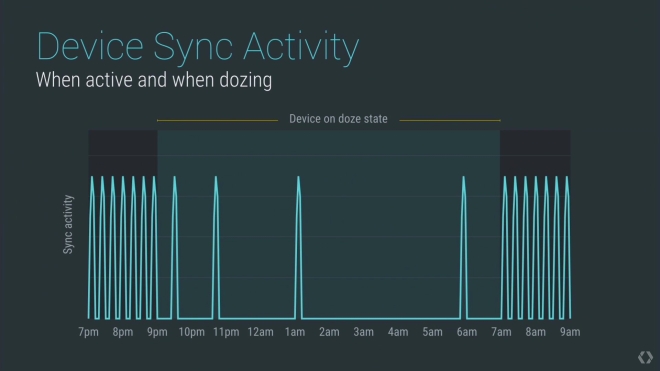 Device Sync Activity
When active and when dozing
Device on doze state
Sync activity
7pm 8pm 9pm 10pm 11pm 12am 1am 2am 3am 4am 5am 6am 7am 8am 9am